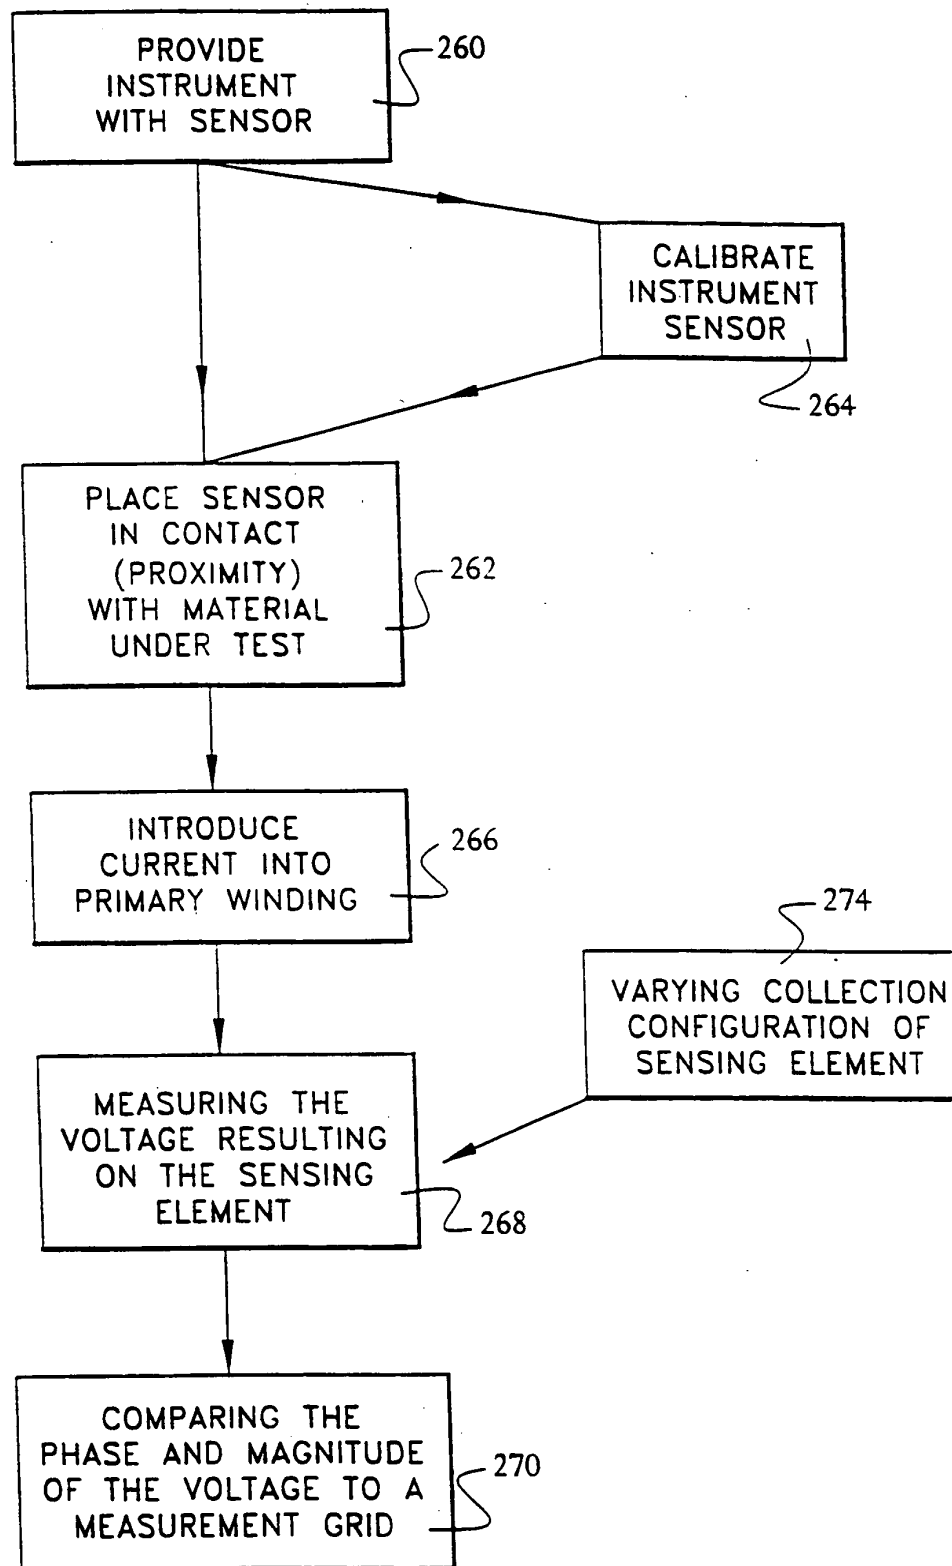 PROVIDE
INSTRUMENT
WITH SENSOR
260
CALIBRATE
INSTRUMENT
SENSOR
264
PLACE SENSOR
IN CONTACT
(PROXIMITY)
WITH MATERIAL
UNDER TEST
262
INTRODUCE
CURRENT INTO
PRIMARY WINDING
266
274
VARYING COLLECTION
CONFIGURATION OF
SENSING ELEMENT
MEASURING THE
VOLTAGE RESULTING
ON THE SENSING
ELEMENT
268
COMPARING THE
PHASE AND MAGNITUDE
OF THE VOLTAGE TO A
MEASUREMENT GRID
270